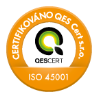 CERTIFIKOVÁNO QES Cert s.r.o.
QESCERT
ISO 45001